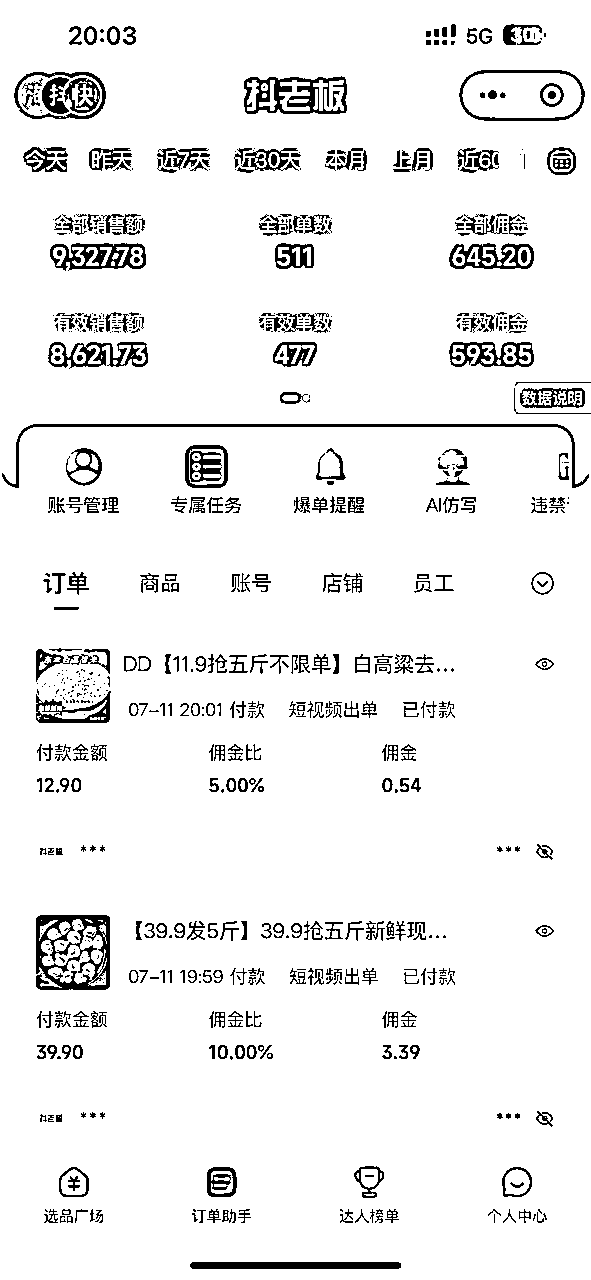 20:03 5G 30
抖 快 抖老板
今天 昨天 近7天 近30天 本月 上月 近60
全部销售额 全部单数 全部佣金
9,327.78 511 645.20
有效销售额 有效单数 有效佣金
8,621.73 477 593.85
数据说明
账号管理 专属任务 爆单提醒 AI仿写 违禁
订单 商品 账号 店铺 员工
DD【11.9抢五斤不限单】白高粱去...
07-11 20:01 付款 短视频出单 已付款
付款金额 佣金比 佣金
12.90 5.00% 0.54
抖老板 *** ***
【39.9发5斤】39.9抢五斤新鲜现...
07-11 19:59 付款 短视频出单 已付款
付款金额 佣金比 佣金
39.90 10.00% 3.39
抖老板 *** ***
选品广场 订单助手 达人榜单 个人中心